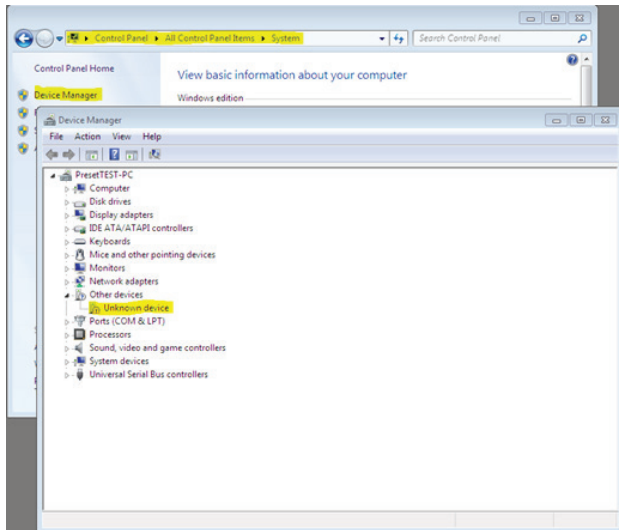 Control Panel ▸ All Control Panel Items ▸ System
Search Control Panel
Control Panel Home
View basic information about your computer
Device Manager
Windows edition
Device Manager
File Action View Help
PresetTEST-PC
Computer
Disk drives
Display adapters
IDE ATA/ATAPI controllers
Keyboards
Mice and other pointing devices
Monitors
Network adapters
Other devices
Unknown device
Ports (COM & LPT)
Processors
Sound, video and game controllers
System devices
Universal Serial Bus controllers